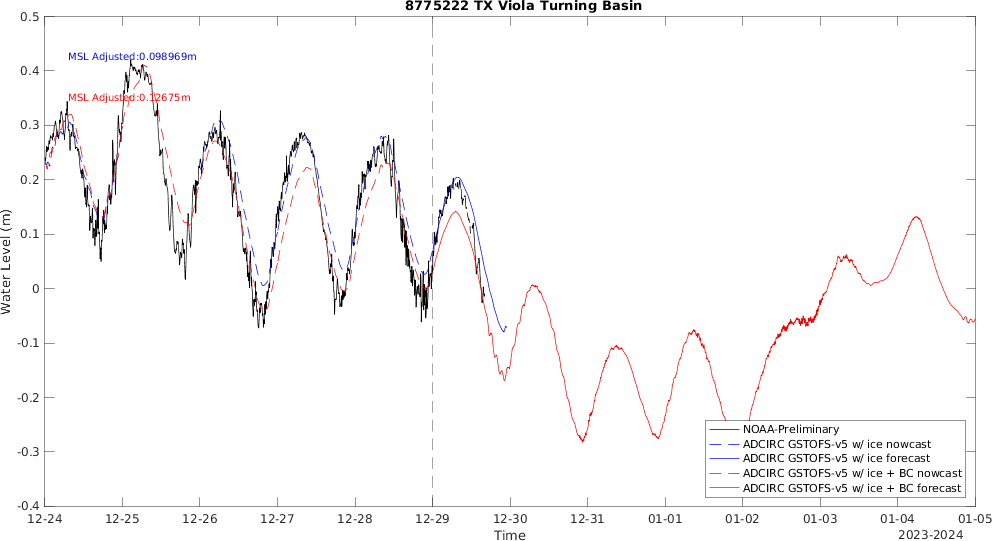 8775222 TX Viola Turning Basin
MSL Adjusted:0.098969m
MSL Adjusted:0.12675m
Water Level (m)
0.5
0.4
0.3
0.2
0.1
0
-0.1
-0.2
-0.3
-0.4
NOAA-Preliminary
ADCIRC GSTOFS-v5 w/ ice nowcast
ADCIRC GSTOFS-v5 w/ ice forecast
ADCIRC GSTOFS-v5 w/ ice + BC nowcast
ADCIRC GSTOFS-v5 w/ ice + BC forecast
12-24 12-25 12-26 12-27 12-28 12-29 12-30 12-31 01-01 01-02 01-03 01-04 01-05
Time
2023-2024